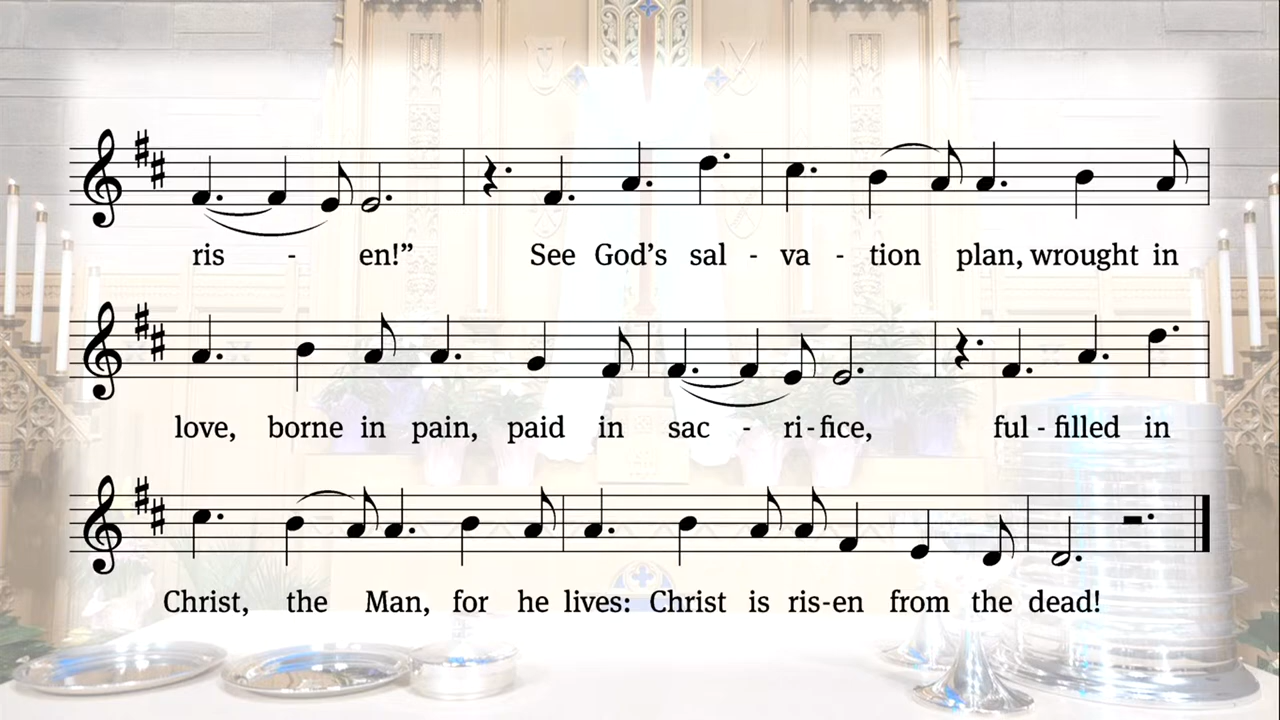 ris - en!” See God’s sal - va - tion plan, wrought in
love, borne in pain, paid in sac - ri - fice, ful - filled in
Christ, the Man, for he lives: Christ is ris - en from the dead!